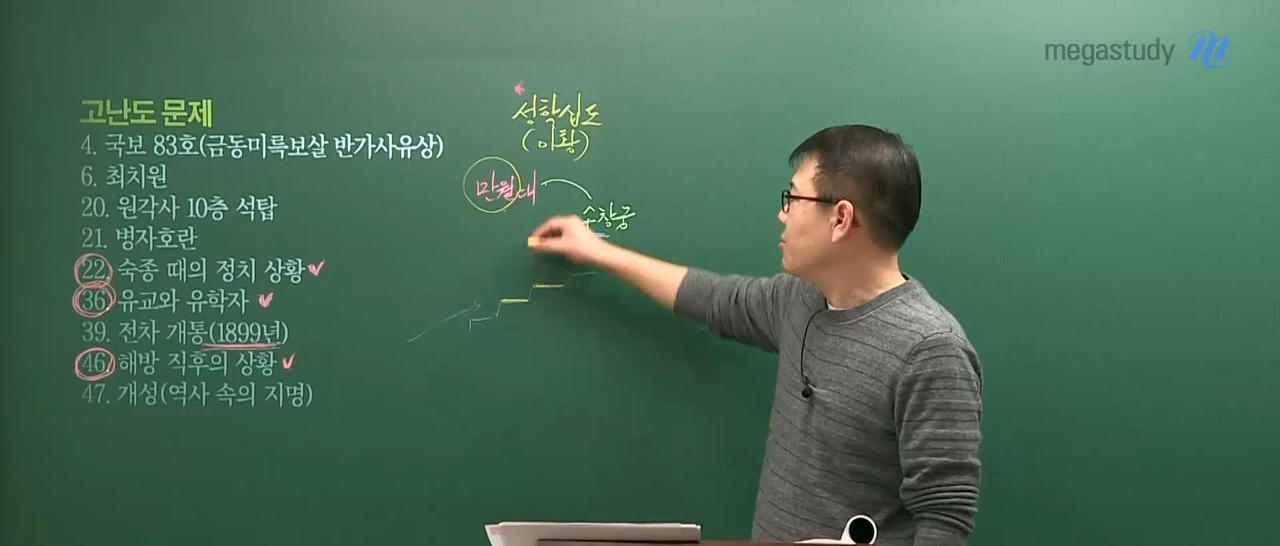 megastudy
고난도 문제
4. 국보 83호(금동미륵보살 반가사유상)
6. 최치원
20. 원각사 10층 석탑
21. 병자호란
22. 숙종 때의 정치 상황
36. 유교와 유학자
39. 전차 개통(1899년)
46. 해방 직후의 상황
47. 개성(역사 속의 지명)
성학십도
(이황)
만월대
수창궁